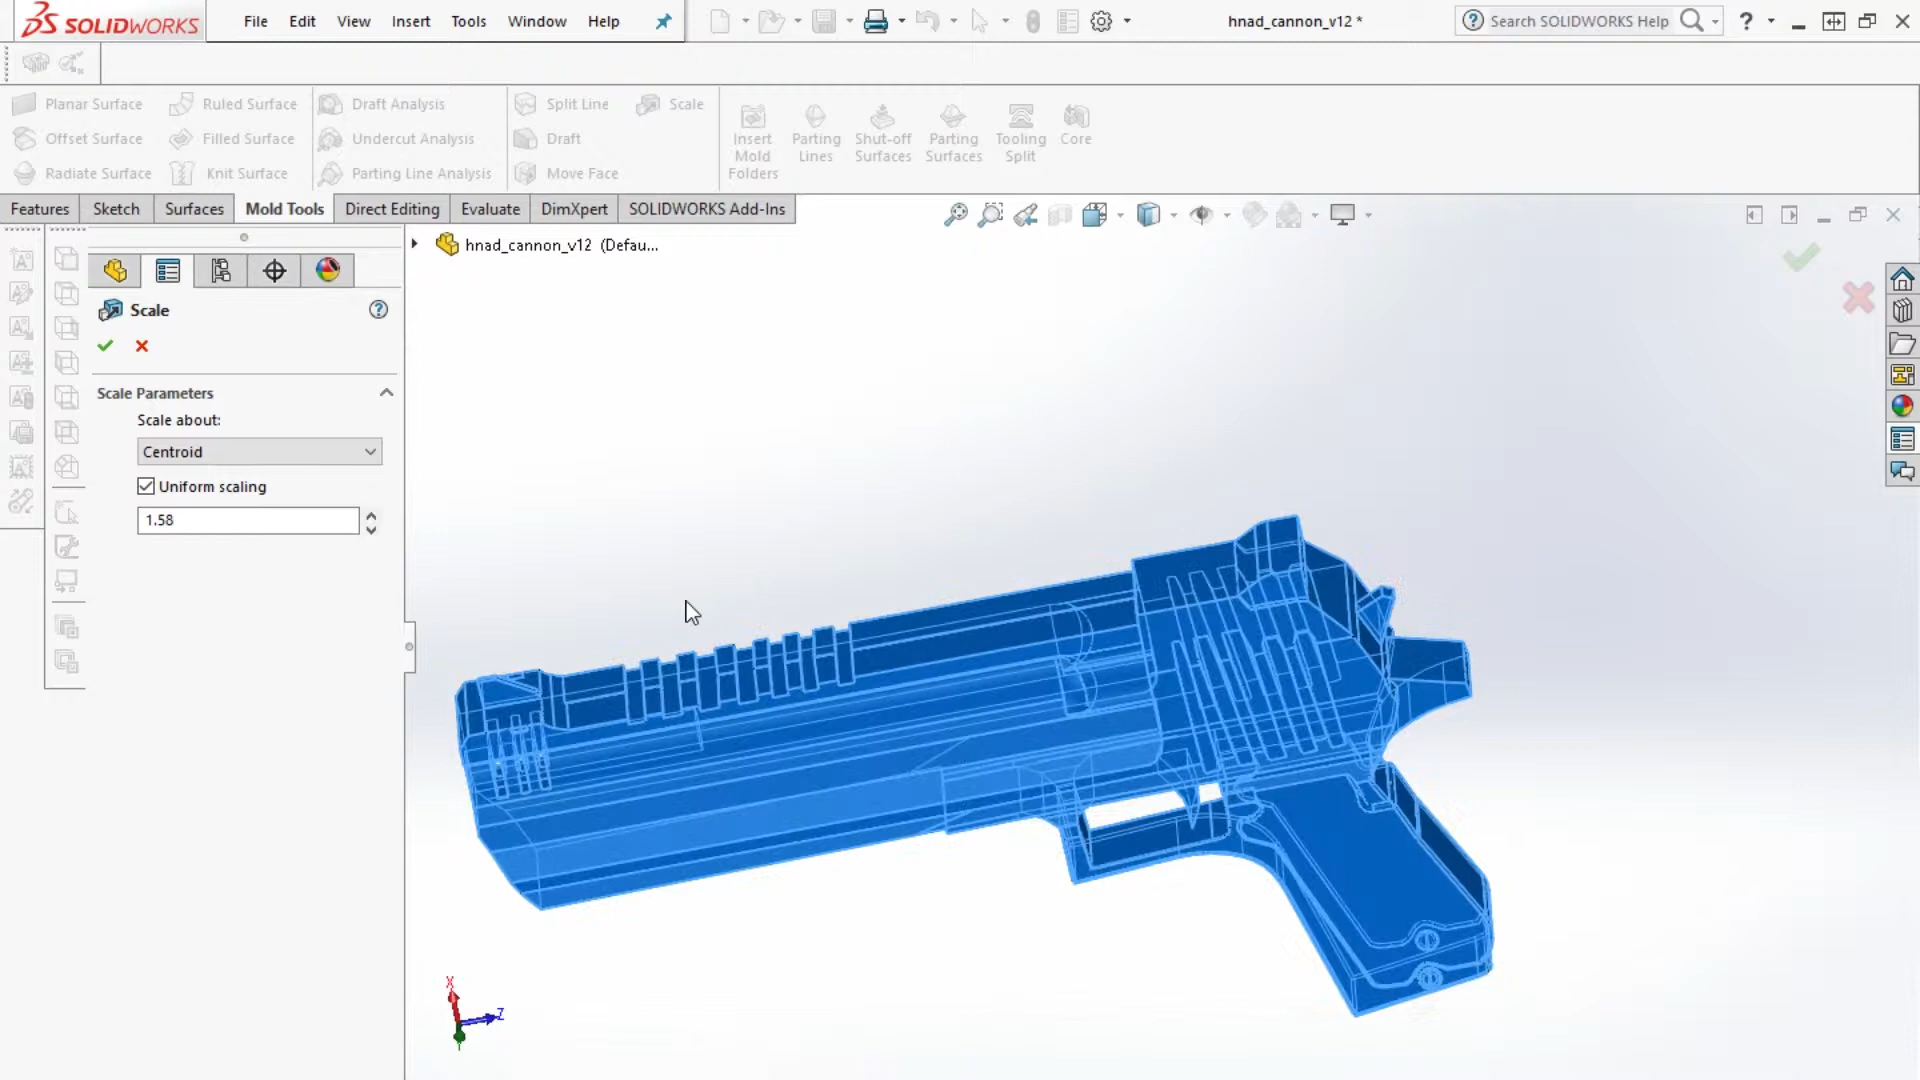 SOLIDWORKS
File Edit View Insert Tools Window Help
hnad_cannon_v12 *
Search SOLIDWORKS Help
Planar Surface Ruled Surface Draft Analysis Split Line Scale
Offset Surface Filled Surface Undercut Analysis Draft
Radiate Surface Knit Surface Parting Line Analysis Move Face
Insert Mold Folders
Parting Lines
Shut-off Surfaces
Parting Surfaces
Tooling Split
Core
Features Sketch Surfaces Mold Tools Direct Editing Evaluate DimXpert SOLIDWORKS Add-Ins
hnad_cannon_v12 (Defau...
Scale
Scale Parameters
Scale about:
Centroid
Uniform scaling
1.58
X
Z
Y